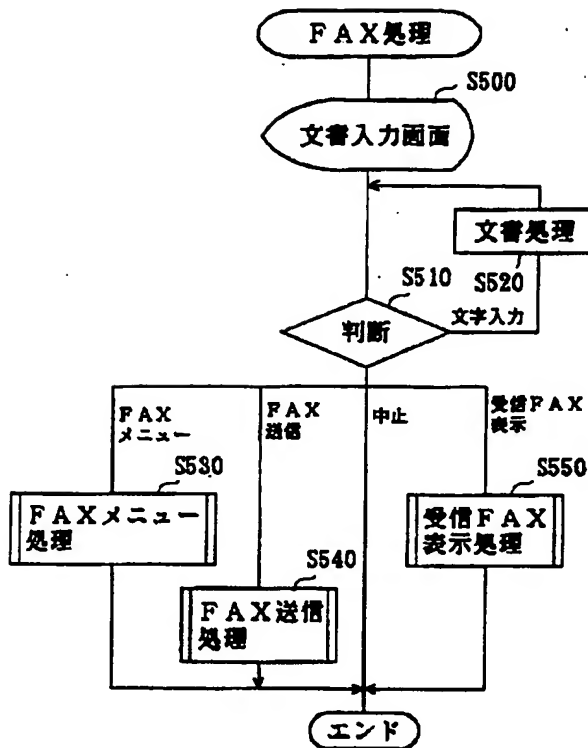 ＦＡＸ処理
S500
文書入力画面
文書処理
S520
S510
判断
文字入力
ＦＡＸ
メニュー
ＦＡＸ
送信
中止
受信ＦＡＸ
表示
S530
ＦＡＸメニュー
処理
S540
ＦＡＸ送信
処理
S550
受信ＦＡＸ
表示処理
エンド